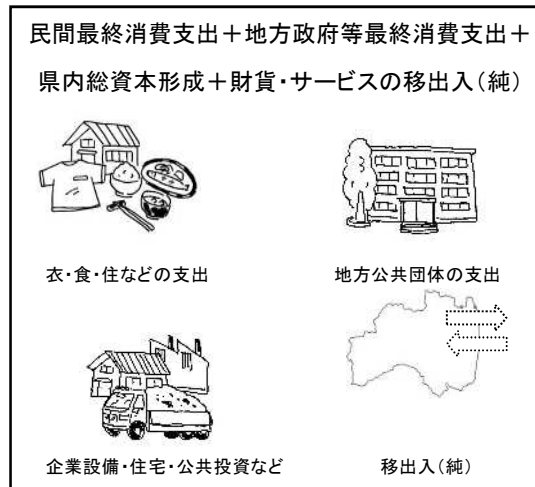 民間最終消費支出＋地方政府等最終消費支出＋
県内総資本形成＋財貨・サービスの移出入（純）
衣・食・住などの支出
地方公共団体の支出
企業設備・住宅・公共投資など
移出入（純）